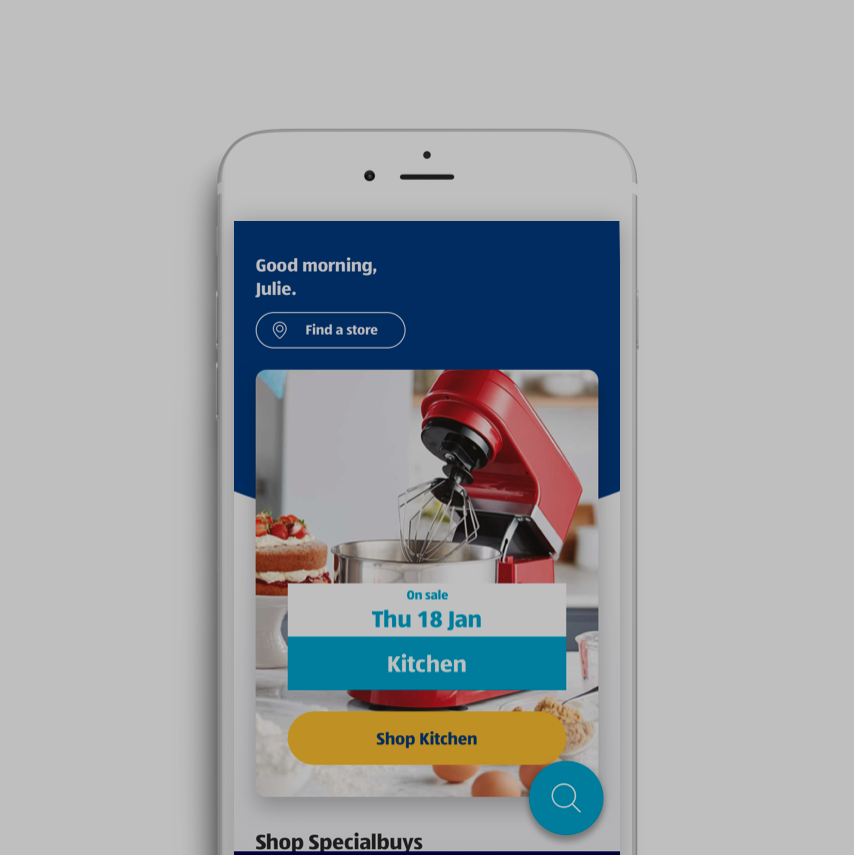 Good morning,
Julie.
Find a store
On sale
Thu 18 Jan
Kitchen
Shop Kitchen
Shop Specialbuys